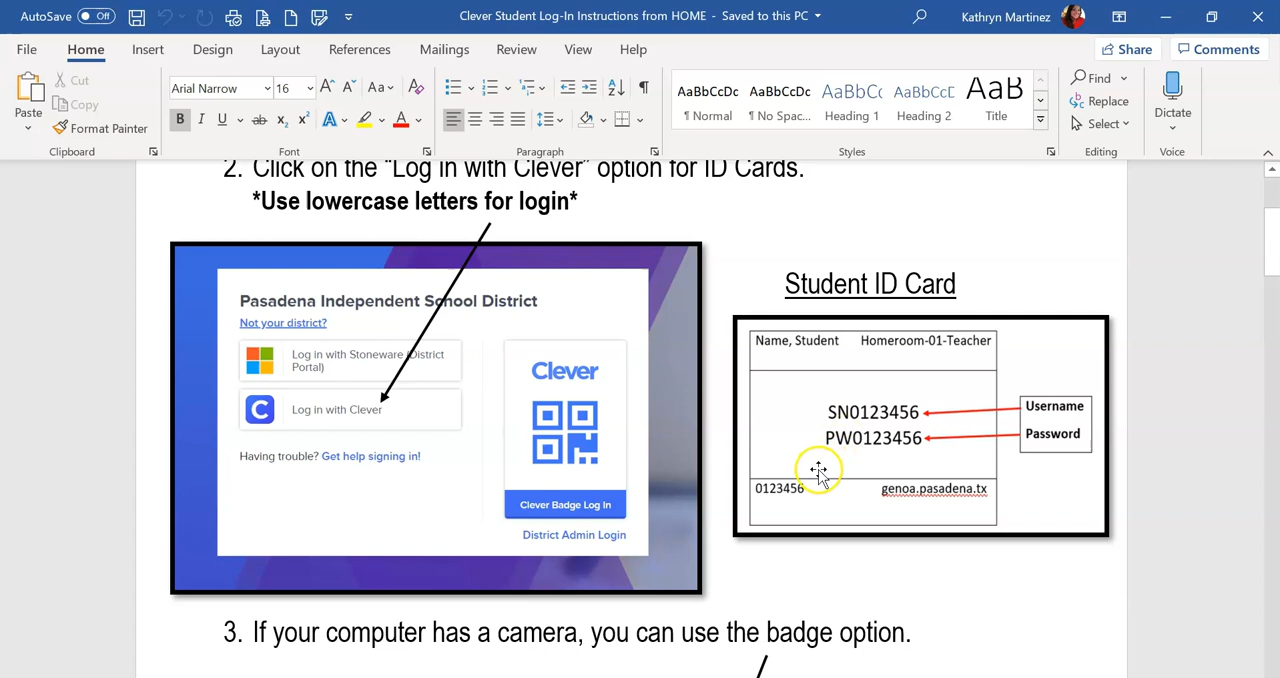 AutoSave Off Clever Student Log-In Instructions from HOME - Saved to this PC Kathryn Martinez
File Home Insert Design Layout References Mailings Review View Help Share Comments
Paste
Cut
Copy
Format Painter
Clipboard
Arial Narrow 16
Font
Paragraph
AaBbCcDc AaBbCcDc AaBbCc AaBbCcD AaB
¶ Normal ¶ No Spac... Heading 1 Heading 2 Title
Styles
Find
Replace
Select
Editing
Dictate
Voice
2. Click on the “Log in with Clever” option for ID Cards.
*Use lowercase letters for login*
Pasadena Independent School District
Not your district?
Log in with Stoneware (District
Portal)
Log in with Clever
Having trouble? Get help signing in!
Clever
Clever Badge Log In
District Admin Login
Student ID Card
Name, Student Homeroom-01-Teacher
SN0123456
PW0123456
Username
Password
0123456 genoa.pasadena.tx
3. If your computer has a camera, you can use the badge option.